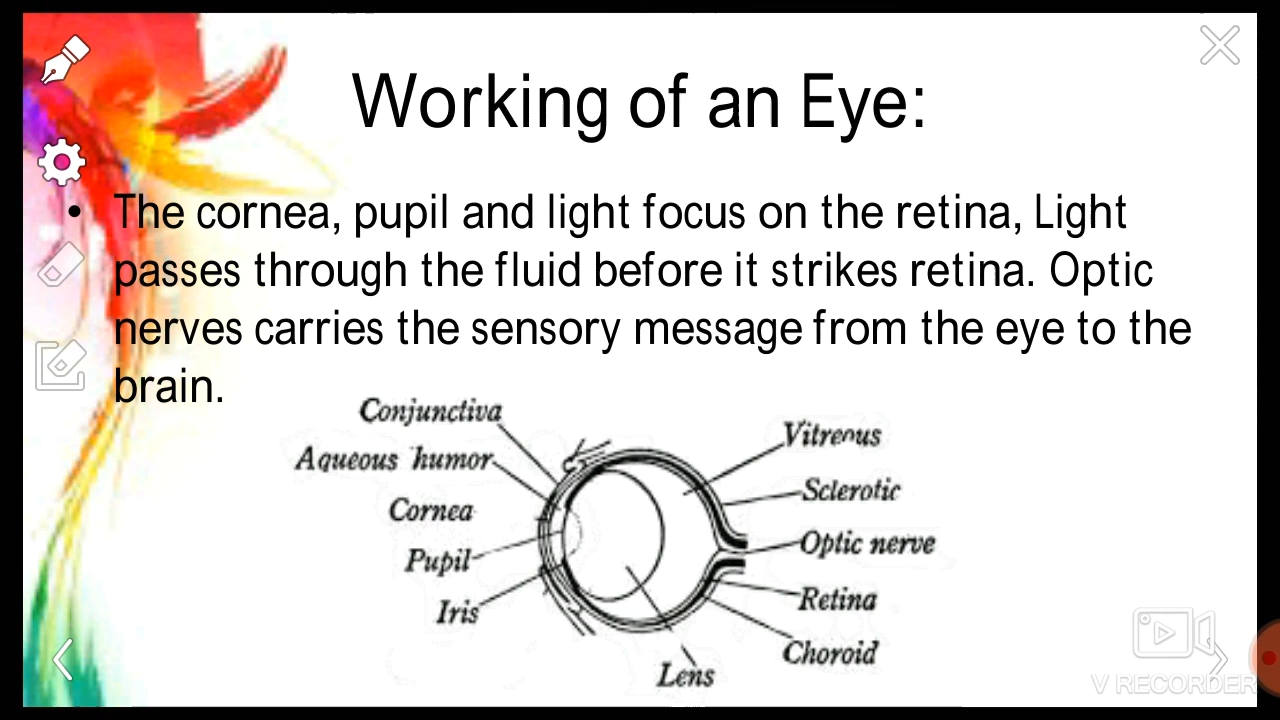 Working of an Eye:
• The cornea, pupil and light focus on the retina, Light
passes through the fluid before it strikes retina. Optic
nerves carries the sensory message from the eye to the
brain.
Conjunctiva
Aqueous humor
Cornea
Pupil
Iris
Lens
Vitreous
Sclerotic
Optic nerve
Retina
Choroid
V RECORDER